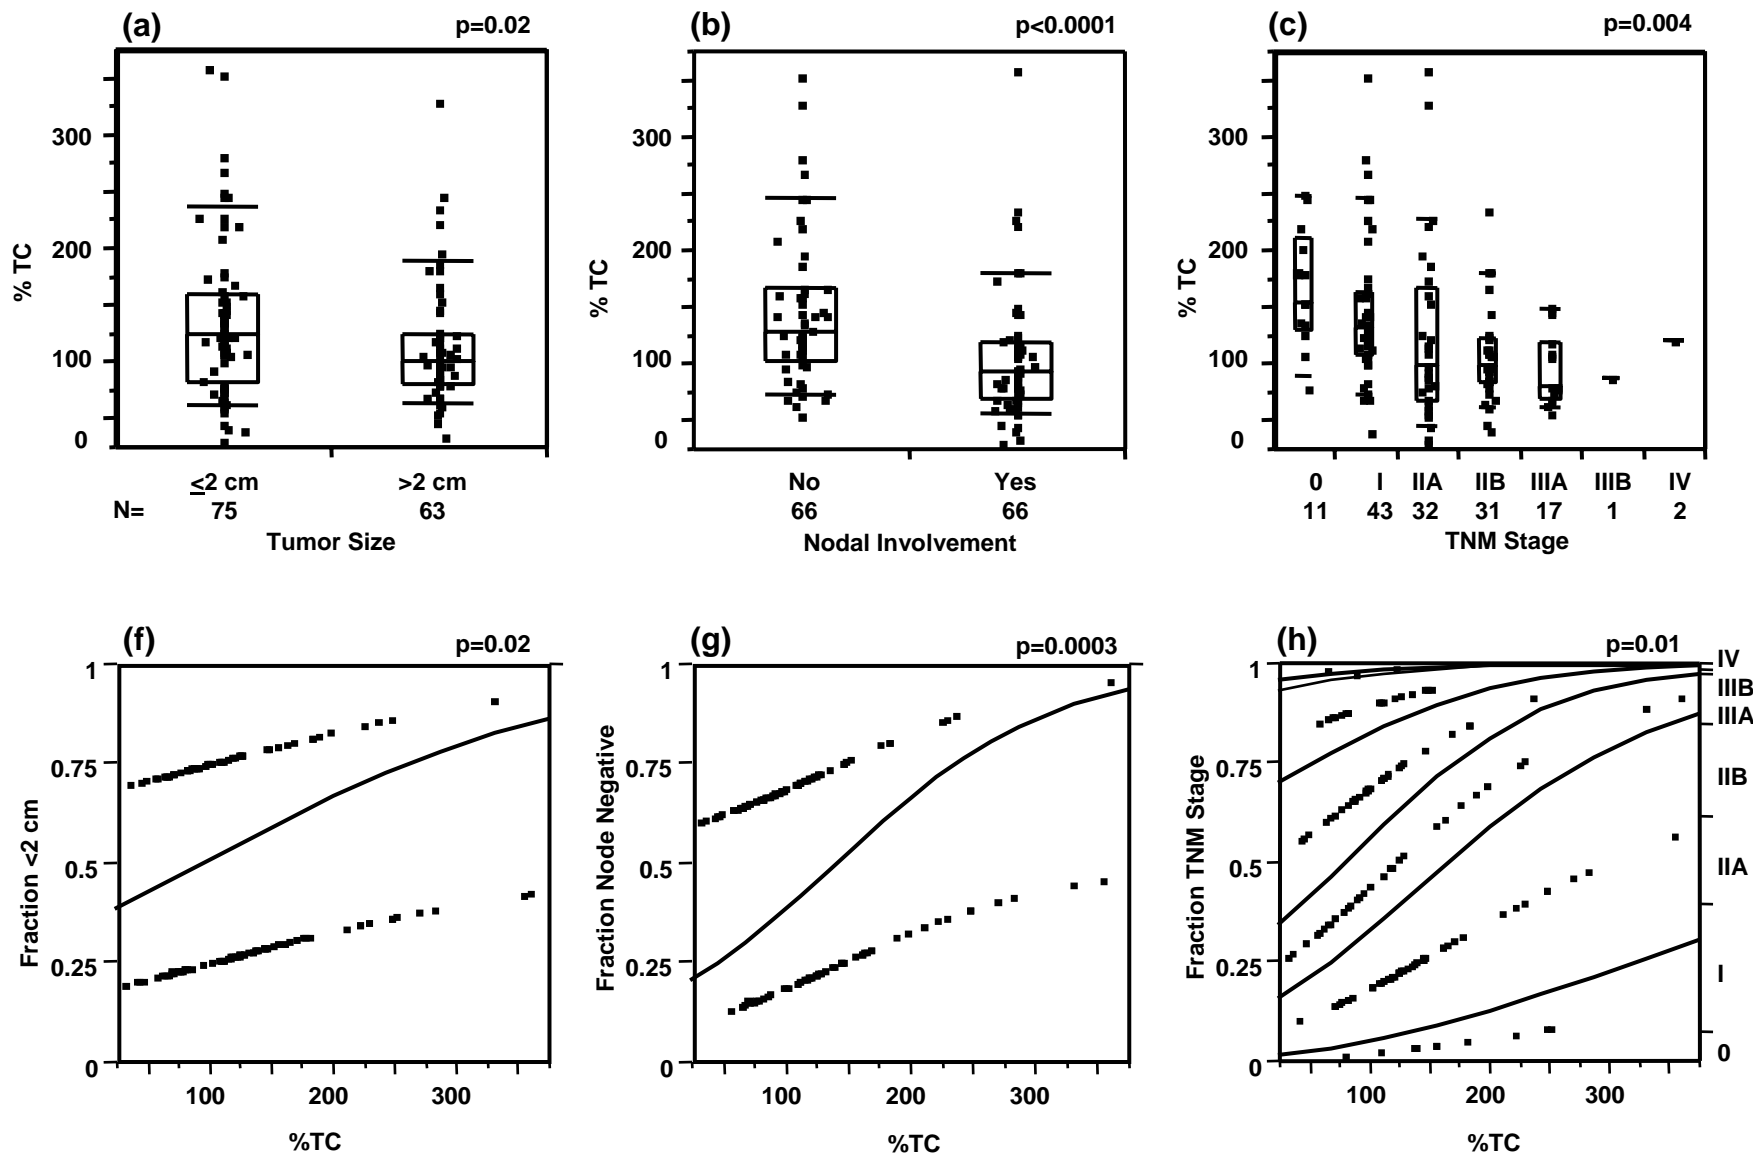 (a) p=0.02
300
200
100
0
% TC
≤2 cm >2 cm
N= 75 63
Tumor Size
(b) p<0.0001
300
200
100
0
% TC
No Yes
66 66
Nodal Involvement
(c) p=0.004
300
200
100
0
% TC
0 I IIA IIB IIIA IIIB IV
11 43 32 31 17 1 2
TNM Stage
(f) p=0.02
1
0.75
0.5
0.25
0
Fraction <2 cm
100 200 300
%TC
(g) p=0.0003
1
0.75
0.5
0.25
0
Fraction Node Negative
100 200 300
%TC
(h) p=0.01
1
0.75
0.5
0.25
0
Fraction TNM Stage
IV
IIIB
IIIA
IIB
IIA
I
0
100 200 300
%TC